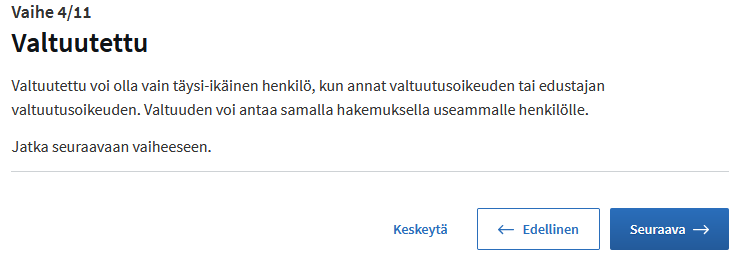 Vaihe 4/11
Valtuutettu
Valtuutettu voi olla vain täysi-ikäinen henkilö, kun annat valtuutusoikeuden tai edustajan
valtuutusoikeuden. Valtuuden voi antaa samalla hakemuksella useammalle henkilölle.
Jatka seuraavaan vaiheeseen.
Keskeytä
← Edellinen
Seuraava →